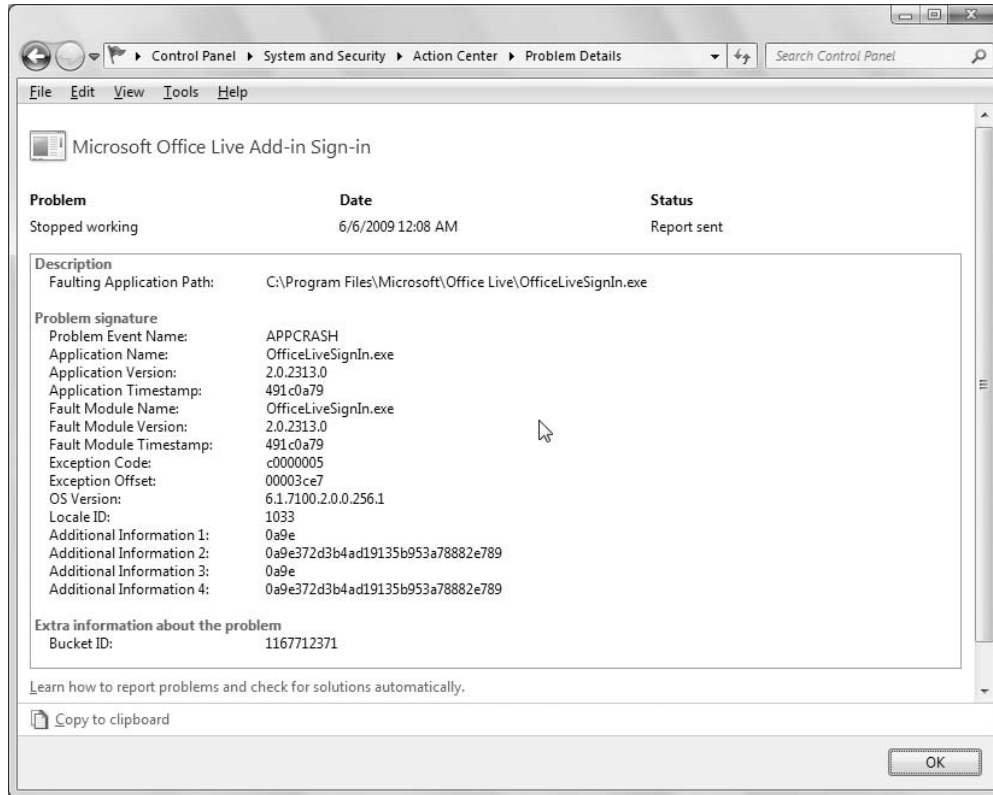 Control Panel ▸ System and Security ▸ Action Center ▸ Problem Details
Search Control Panel
File Edit View Tools Help
Microsoft Office Live Add-in Sign-in
Problem Date Status
Stopped working 6/6/2009 12:08 AM Report sent
Description
Faulting Application Path: C:\Program Files\Microsoft\Office Live\OfficeLiveSignIn.exe
Problem signature
Problem Event Name: APPCRASH
Application Name: OfficeLiveSignIn.exe
Application Version: 2.0.2313.0
Application Timestamp: 491c0a79
Fault Module Name: OfficeLiveSignIn.exe
Fault Module Version: 2.0.2313.0
Fault Module Timestamp: 491c0a79
Exception Code: c0000005
Exception Offset: 00003ce7
OS Version: 6.1.7100.2.0.0.256.1
Locale ID: 1033
Additional Information 1: 0a9e
Additional Information 2: 0a9e372d3b4ad19135b953a78882e789
Additional Information 3: 0a9e
Additional Information 4: 0a9e372d3b4ad19135b953a78882e789
Extra information about the problem
Bucket ID: 1167712371
Learn how to report problems and check for solutions automatically.
Copy to clipboard
OK